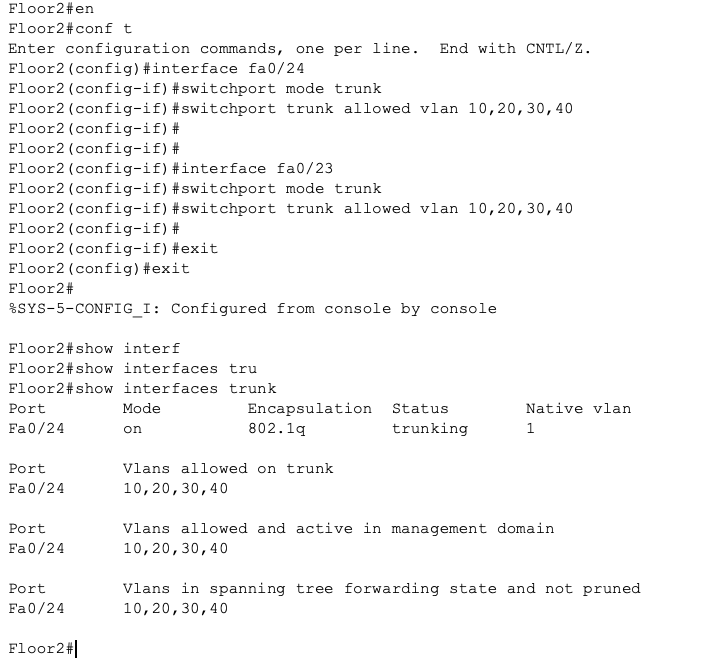 Floor2#en
Floor2#conf t
Enter configuration commands, one per line.  End with CNTL/Z.
Floor2(config)#interface fa0/24
Floor2(config-if)#switchport mode trunk
Floor2(config-if)#switchport trunk allowed vlan 10,20,30,40
Floor2(config-if)#
Floor2(config-if)#
Floor2(config-if)#interface fa0/23
Floor2(config-if)#switchport mode trunk
Floor2(config-if)#switchport trunk allowed vlan 10,20,30,40
Floor2(config-if)#
Floor2(config-if)#exit
Floor2(config)#exit
Floor2#
%SYS-5-CONFIG_I: Configured from console by console

Floor2#show interf
Floor2#show interfaces tru
Floor2#show interfaces trunk
Port        Mode         Encapsulation  Status        Native vlan
Fa0/24      on           802.1q         trunking      1

Port        Vlans allowed on trunk
Fa0/24      10,20,30,40

Port        Vlans allowed and active in management domain
Fa0/24      10,20,30,40

Port        Vlans in spanning tree forwarding state and not pruned
Fa0/24      10,20,30,40

Floor2#